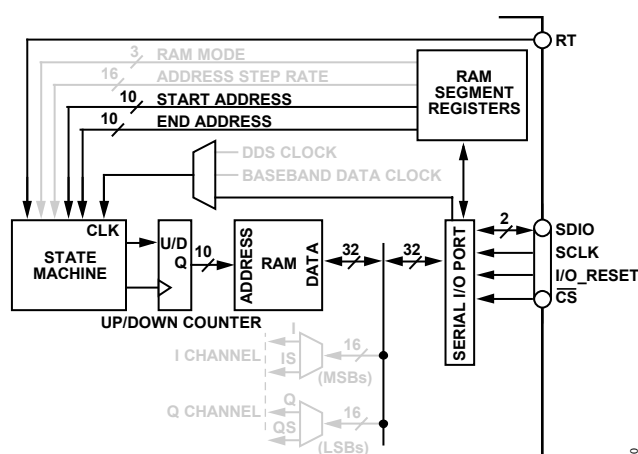 RT
3
RAM MODE
16
ADDRESS STEP RATE
10
START ADDRESS
10
END ADDRESS
RAM
SEGMENT
REGISTERS
DDS CLOCK
BASEBAND DATA CLOCK
CLK
STATE
MACHINE
U/D
Q
10
UP/DOWN COUNTER
ADDRESS
RAM
DATA
32
32
SERIAL I/O PORT
2
SDIO
SCLK
I/O_RESET
CS
I
I CHANNEL
IS
16
(MSBs)
Q
Q CHANNEL
QS
16
(LSBs)
0